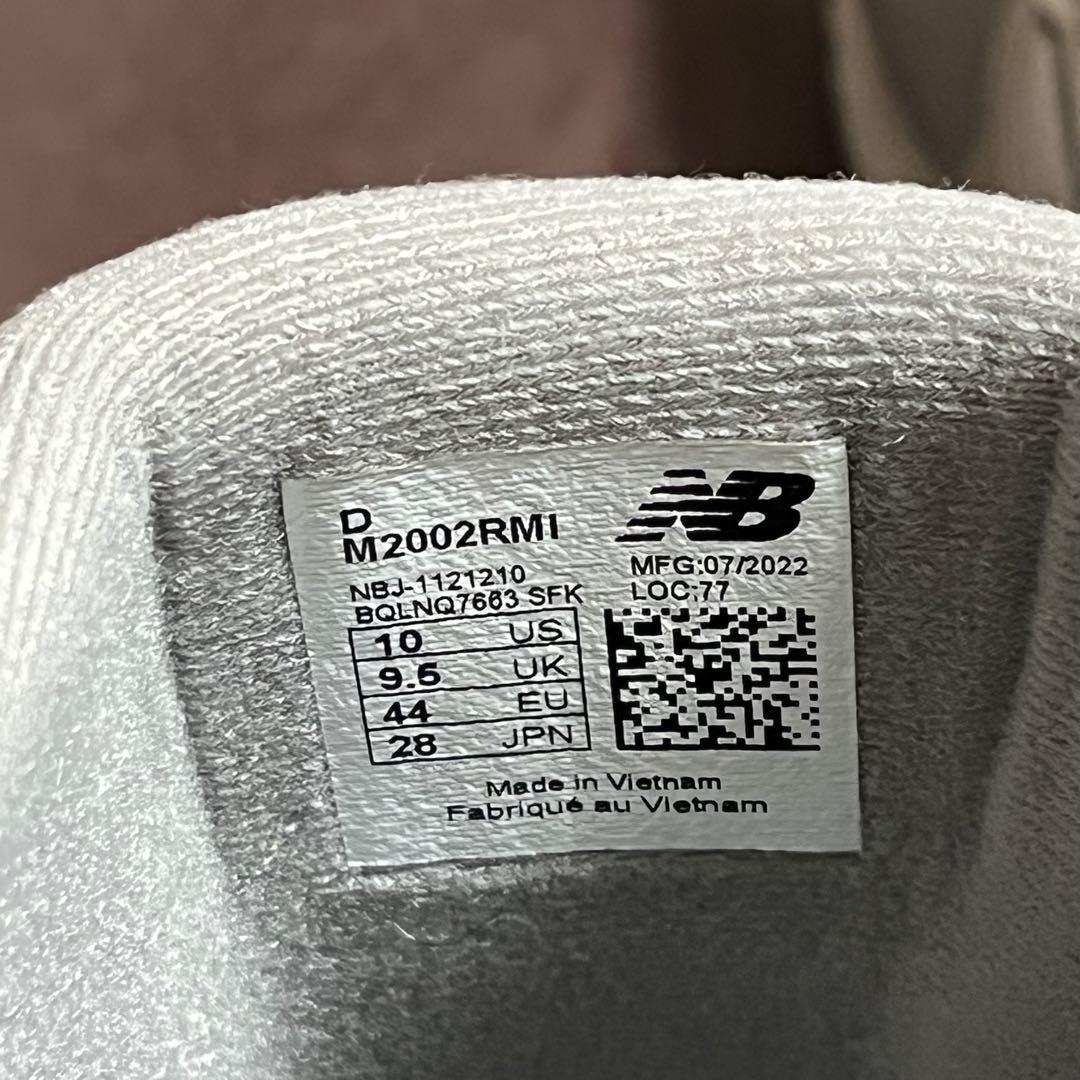 D
M2002RMI
NBJ-1121210
BQLNQ7663 SFK
10 US
9.5 UK
44 EU
28 JPN
NB
MFG:07/2022
LOC:77
Made in Vietnam
Fabriqué au Vietnam